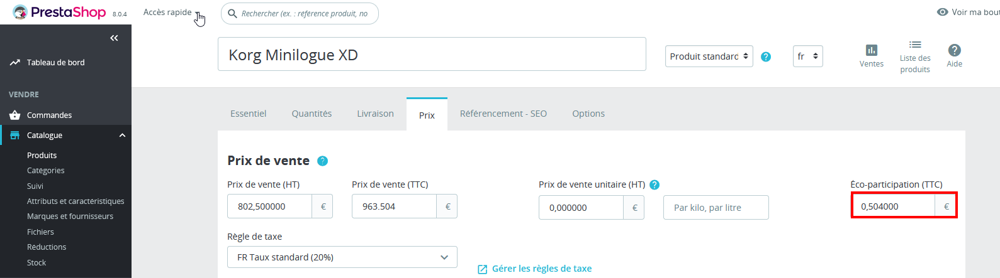 PrestaShop 8.0.4
Accès rapide
Rechercher (ex. : référence produit, no
Voir ma bout
Tableau de bord
VENDRE
Commandes
Catalogue
Produits
Catégories
Suivi
Attributs et caractéristiques
Marques et fournisseurs
Fichiers
Réductions
Stock
Korg Minilogue XD
Produit standard
?
fr
Ventes
Liste des
produits
?
Aide
Essentiel
Quantités
Livraison
Prix
Référencement - SEO
Options
Prix de vente ?
Prix de vente (HT)
802,500000 €
Prix de vente (TTC)
963.504 €
Prix de vente unitaire (HT) ?
0,000000 €
Par kilo, par litre
Éco-participation (TTC)
0,504000 €
Règle de taxe
FR Taux standard (20%)
Gérer les règles de taxe